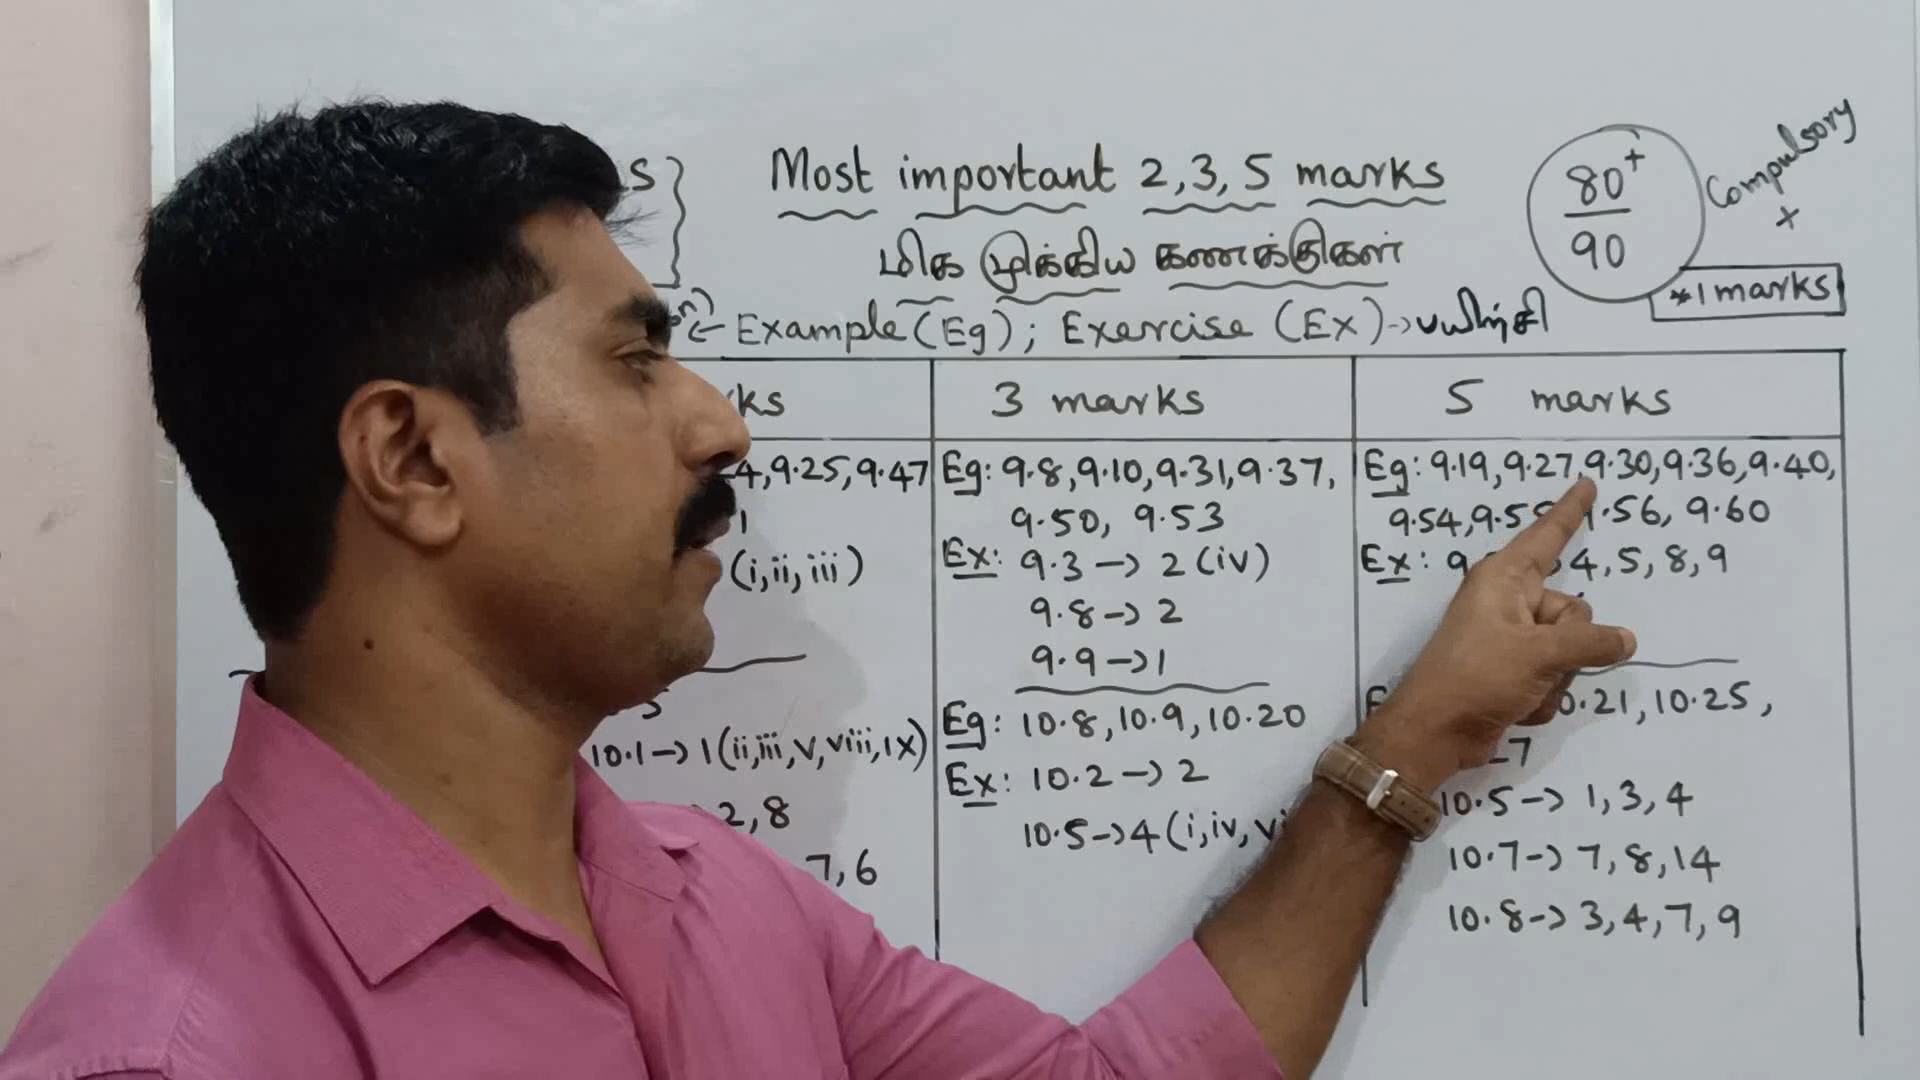 Most important 2,3,5 marks
மிக முக்கிய கணக்குகள்
80+
90
Compulsory
+
*1 marks
← Example (Eg) ; Exercise (Ex) → பயிற்சி
3 marks
5 marks
9.25, 9.47
1
(i, ii, iii)
10.1 → 1 (ii, iii, v, viii, ix)
2, 8
7, 6
Eg: 9.8, 9.10, 9.31, 9.37,
9.50, 9.53
Ex: 9.3 → 2 (iv)
9.8 → 2
9.9 → 1
Eg: 10.8, 10.9, 10.20
Ex: 10.2 → 2
10.5 → 4 (i, iv,
Eg: 9.19, 9.27, 9.30, 9.36, 9.40,
9.54, 9.56, 9.60
Ex: 4, 5, 8, 9
10.25,
10.5 → 1, 3, 4
10.7 → 7, 8, 14
10.8 → 3, 4, 7, 9